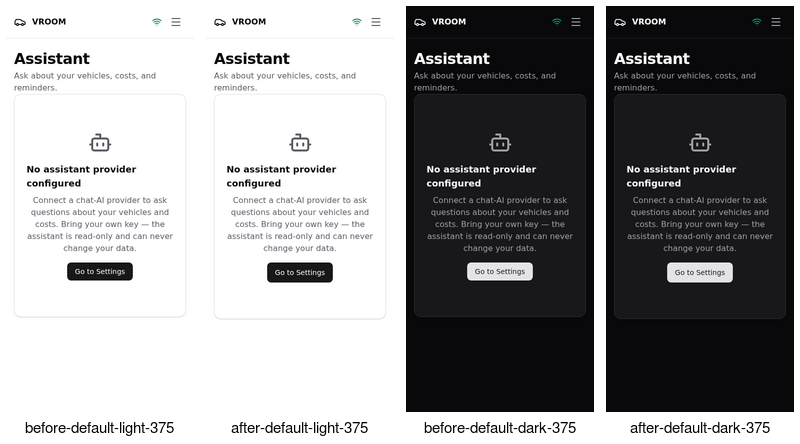 VROOM
Assistant
Ask about your vehicles, costs, and
reminders.
No assistant provider
configured
Connect a chat-AI provider to ask
questions about your vehicles and
costs. Bring your own key — the
assistant is read-only and can never
change your data.
Go to Settings
before-default-light-375
VROOM
Assistant
Ask about your vehicles, costs, and
reminders.
No assistant provider
configured
Connect a chat-AI provider to ask
questions about your vehicles and
costs. Bring your own key — the
assistant is read-only and can never
change your data.
Go to Settings
after-default-light-375
VROOM
Assistant
Ask about your vehicles, costs, and
reminders.
No assistant provider
configured
Connect a chat-AI provider to ask
questions about your vehicles and
costs. Bring your own key — the
assistant is read-only and can never
change your data.
Go to Settings
before-default-dark-375
VROOM
Assistant
Ask about your vehicles, costs, and
reminders.
No assistant provider
configured
Connect a chat-AI provider to ask
questions about your vehicles and
costs. Bring your own key — the
assistant is read-only and can never
change your data.
Go to Settings
after-default-dark-375